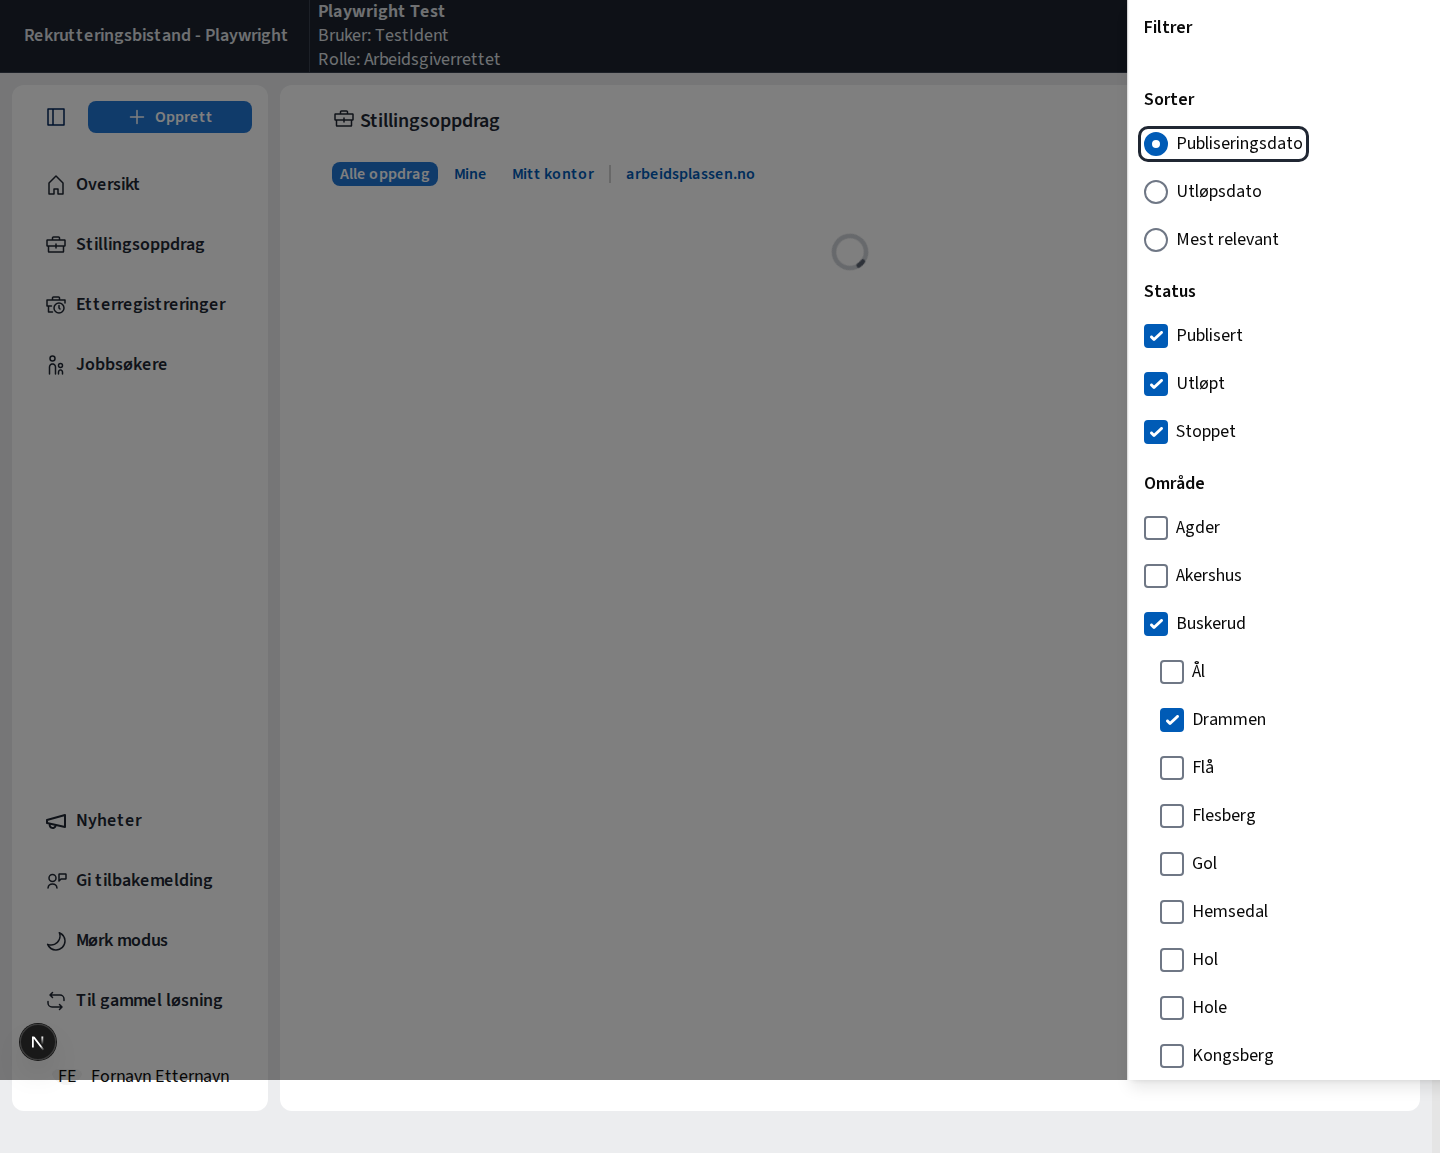 Rekrutteringsbistand - Playwright
Playwright Test
Bruker: TestIdent
Rolle: Arbeidsgiverrettet
Opprett
Oversikt
Stillingsoppdrag
Etterregistreringer
Jobbsøkere
Nyheter
Gi tilbakemelding
Mørk modus
Til gammel løsning
N
FE Fornavn Etternavn
Stillingsoppdrag
Alle oppdrag Mine Mitt kontor arbeidsplassen.no
Filtrer
Sorter
Publiseringsdato
Utløpsdato
Mest relevant
Status
Publisert
Utløpt
Stoppet
Område
Agder
Akershus
Buskerud
Ål
Drammen
Flå
Flesberg
Gol
Hemsedal
Hol
Hole
Kongsberg